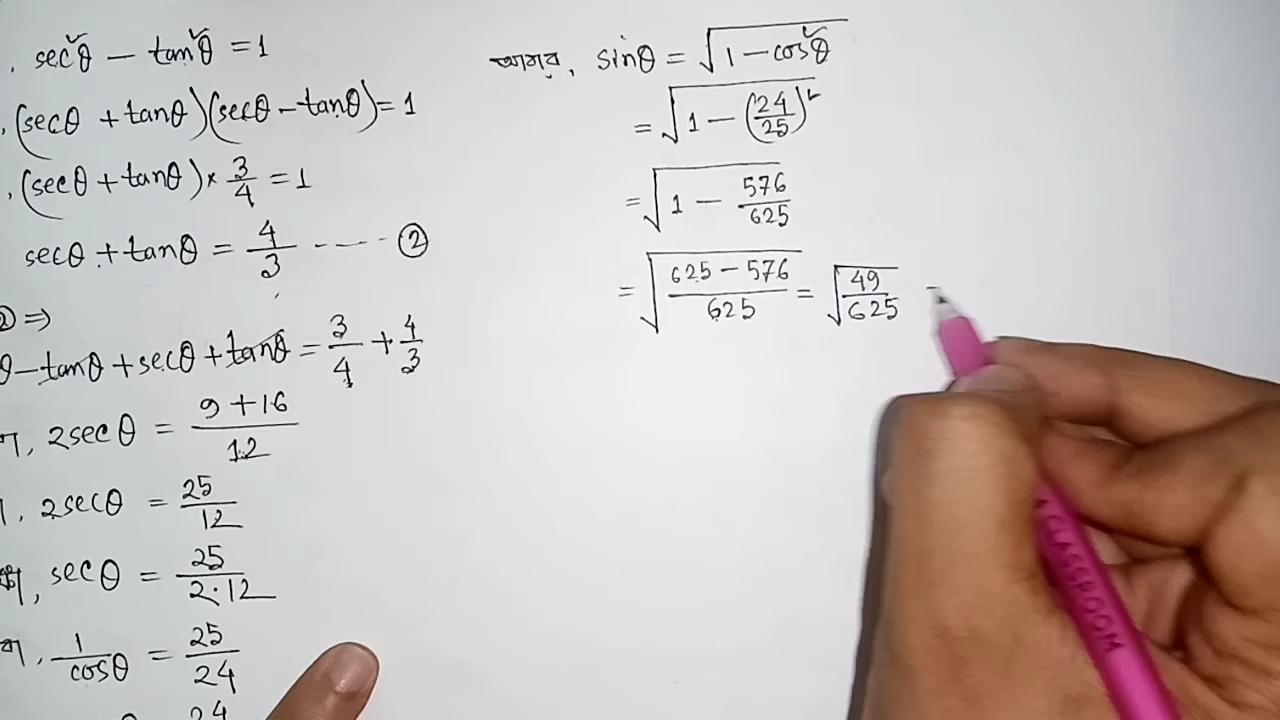 sec²θ − tan²θ = 1
(secθ + tanθ)(secθ − tanθ) = 1
(secθ + tanθ) × 3/4 = 1
secθ + tanθ = 4/3 ---- ②
⇒
θ − tanθ + secθ + tanθ = 3/4 + 4/3
2secθ = (9+16)/12
2secθ = 25/12
secθ = 25/(2·12)
1/cosθ = 25/24
24
আবার, sinθ = √(1 − cos²θ)
= √(1 − (24/25)²)
= √(1 − 576/625)
= √((625 − 576)/625) = √(49/625)
CLASSROOM